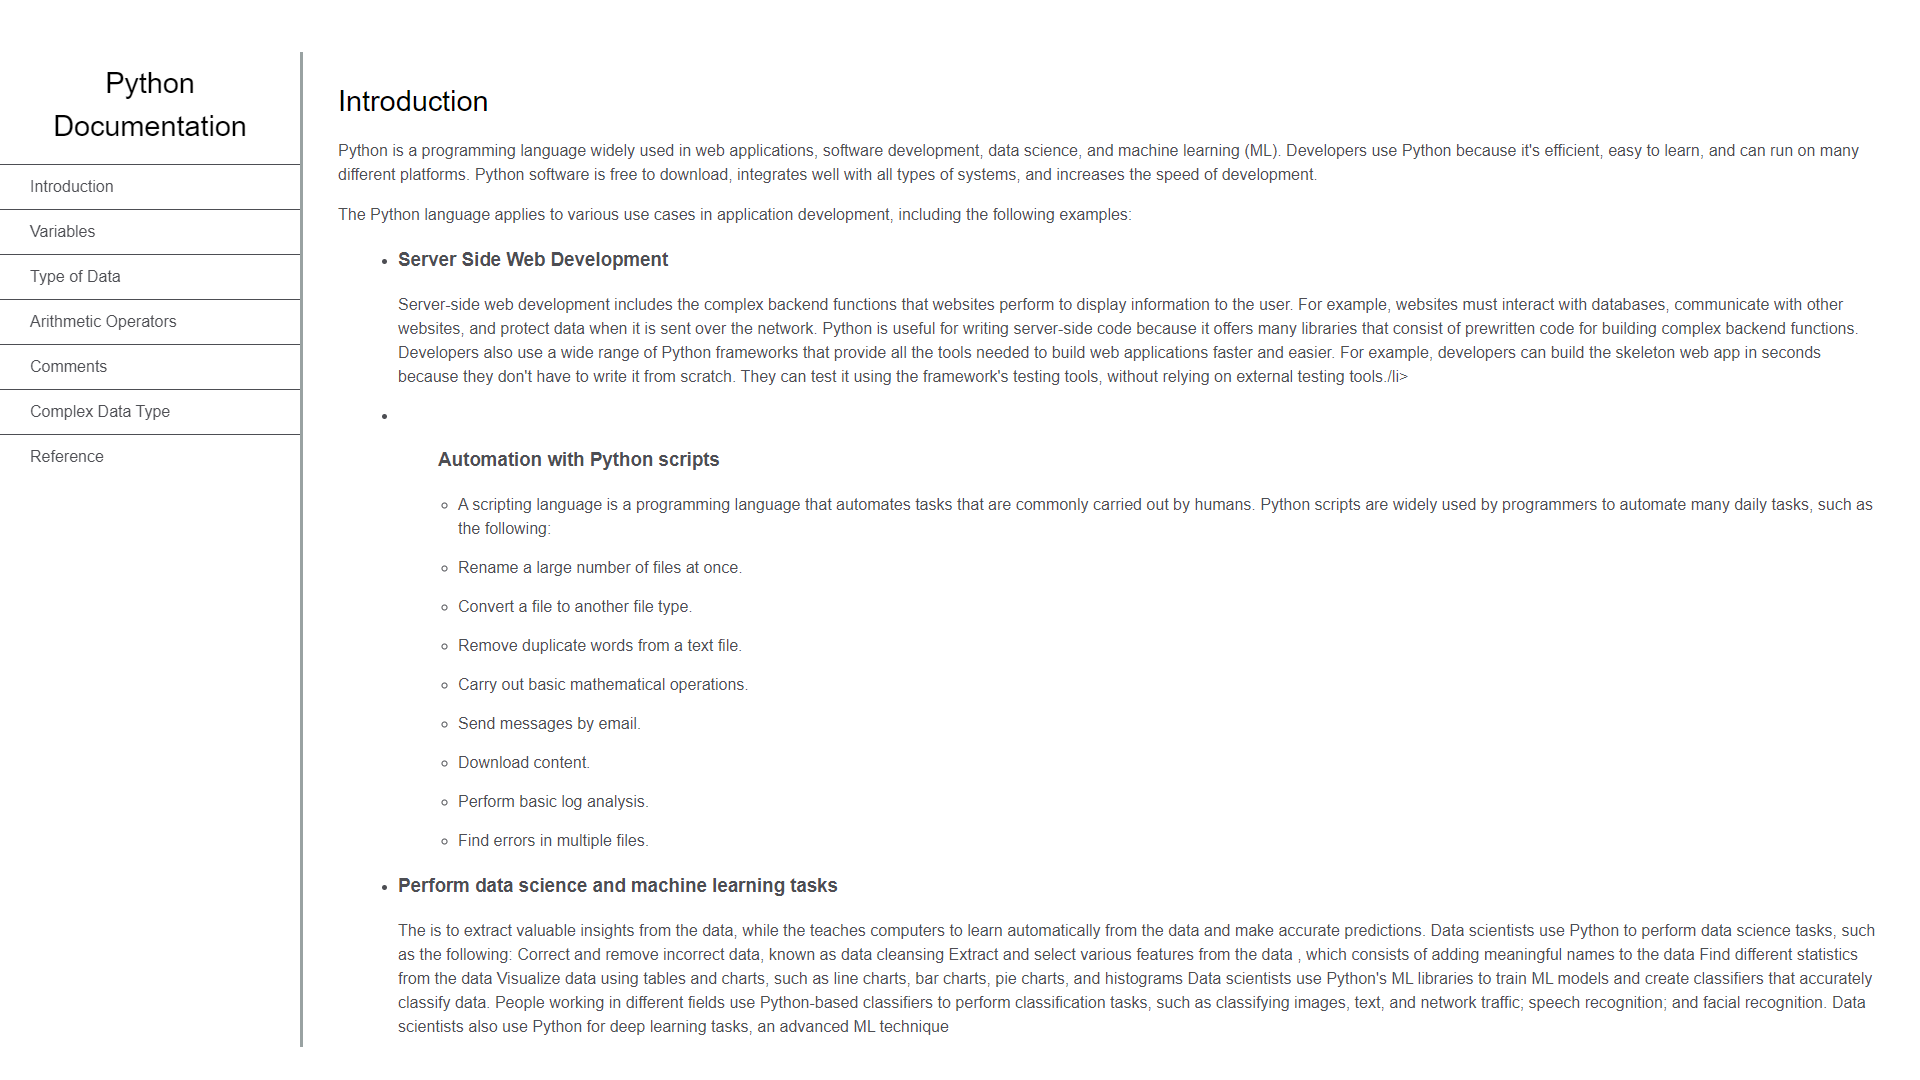 Python
Documentation
Introduction
Variables
Type of Data
Arithmetic Operators
Comments
Complex Data Type
Reference
Introduction
Python is a programming language widely used in web applications, software development, data science, and machine learning (ML). Developers use Python because it's efficient, easy to learn, and can run on many
different platforms. Python software is free to download, integrates well with all types of systems, and increases the speed of development.
The Python language applies to various use cases in application development, including the following examples:
Server Side Web Development
Server-side web development includes the complex backend functions that websites perform to display information to the user. For example, websites must interact with databases, communicate with other
websites, and protect data when it is sent over the network. Python is useful for writing server-side code because it offers many libraries that consist of prewritten code for building complex backend functions.
Developers also use a wide range of Python frameworks that provide all the tools needed to build web applications faster and easier. For example, developers can build the skeleton web app in seconds
because they don't have to write it from scratch. They can test it using the framework's testing tools, without relying on external testing tools./li>
Automation with Python scripts
A scripting language is a programming language that automates tasks that are commonly carried out by humans. Python scripts are widely used by programmers to automate many daily tasks, such as
the following:
Rename a large number of files at once.
Convert a file to another file type.
Remove duplicate words from a text file.
Carry out basic mathematical operations.
Send messages by email.
Download content.
Perform basic log analysis.
Find errors in multiple files.
Perform data science and machine learning tasks
The is to extract valuable insights from the data, while the teaches computers to learn automatically from the data and make accurate predictions. Data scientists use Python to perform data science tasks, such
as the following: Correct and remove incorrect data, known as data cleansing Extract and select various features from the data , which consists of adding meaningful names to the data Find different statistics
from the data Visualize data using tables and charts, such as line charts, bar charts, pie charts, and histograms Data scientists use Python's ML libraries to train ML models and create classifiers that accurately
classify data. People working in different fields use Python-based classifiers to perform classification tasks, such as classifying images, text, and network traffic; speech recognition; and facial recognition. Data
scientists also use Python for deep learning tasks, an advanced ML technique